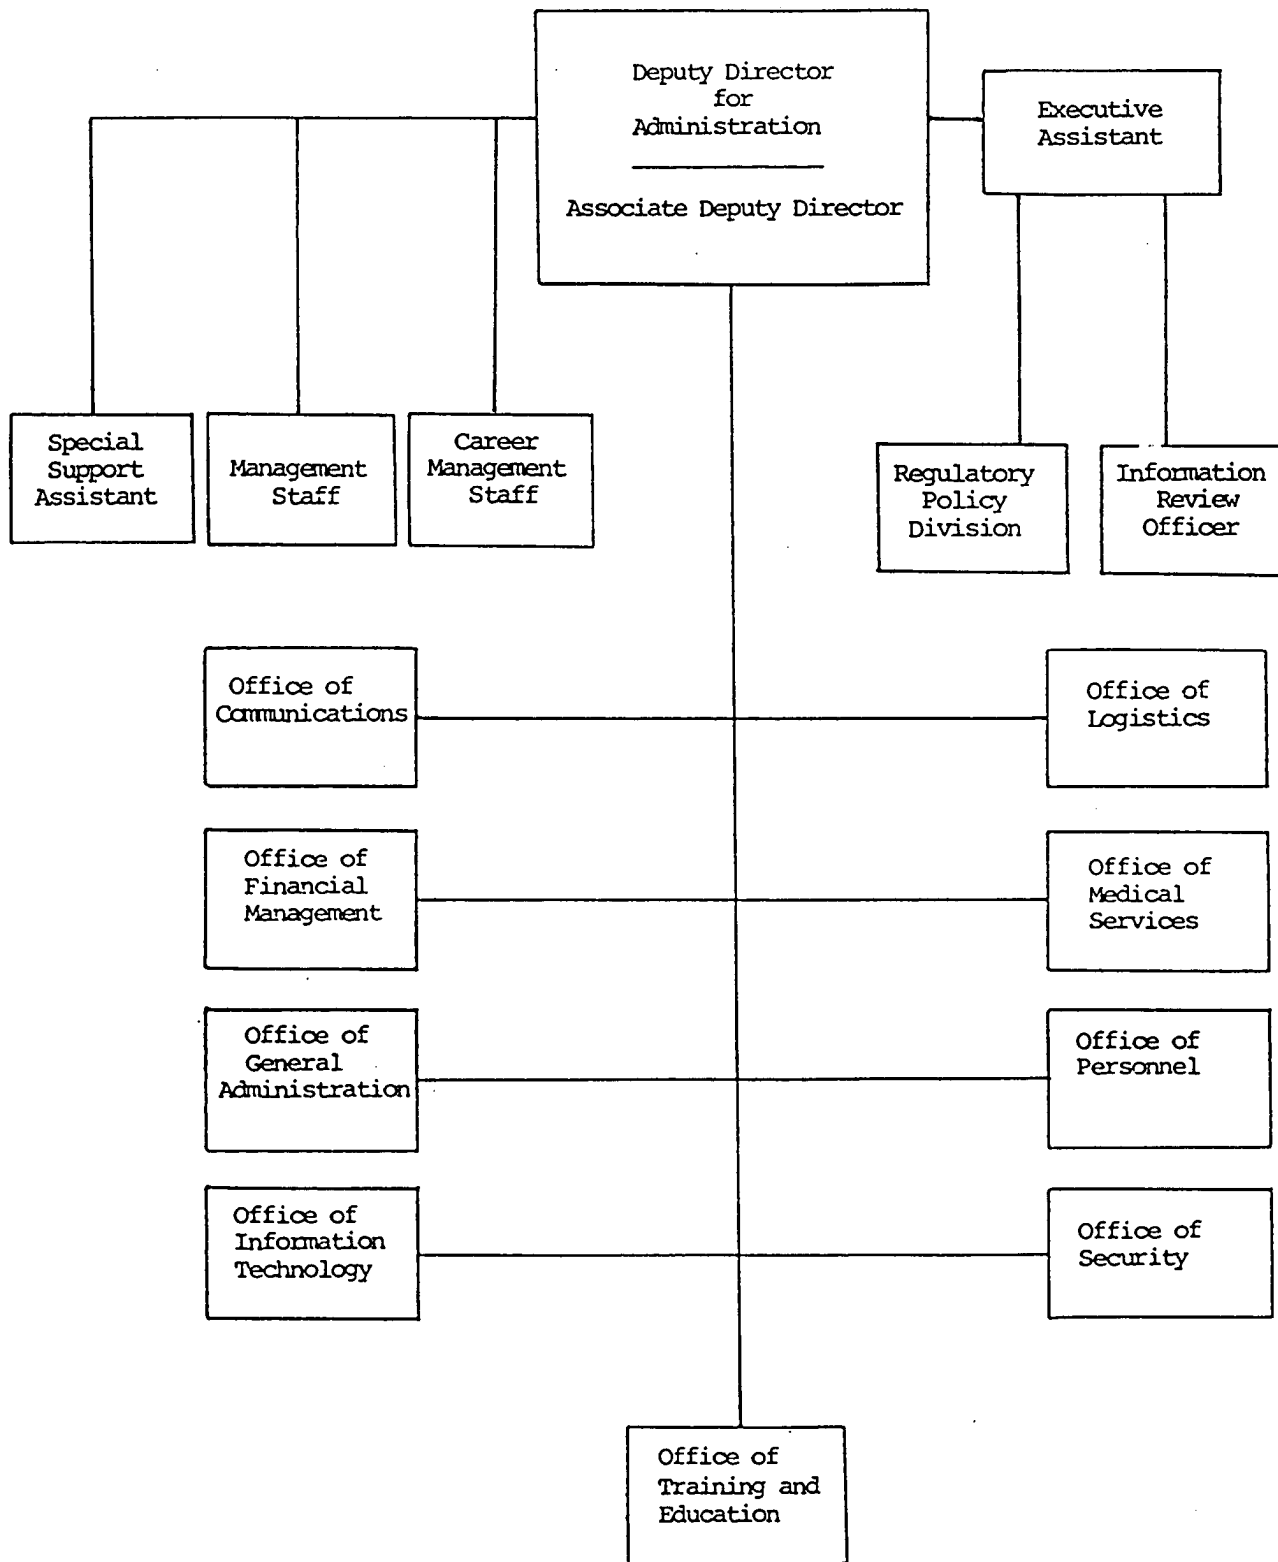 Deputy Director
for
Administration
Associate Deputy Director
Executive
Assistant
Special
Support
Assistant
Management
Staff
Career
Management
Staff
Regulatory
Policy
Division
Information
Review
Officer
Office of
Communications
Office of
Logistics
Office of
Financial
Management
Office of
Medical
Services
Office of
General
Administration
Office of
Personnel
Office of
Information
Technology
Office of
Security
Office of
Training and
Education